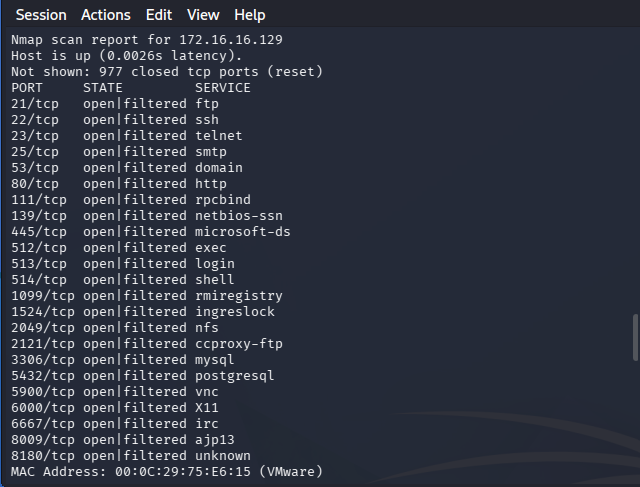 Session Actions Edit View Help
Nmap scan report for 172.16.16.129
Host is up (0.0026s latency).
Not shown: 977 closed tcp ports (reset)
PORT     STATE         SERVICE
21/tcp   open|filtered ftp
22/tcp   open|filtered ssh
23/tcp   open|filtered telnet
25/tcp   open|filtered smtp
53/tcp   open|filtered domain
80/tcp   open|filtered http
111/tcp  open|filtered rpcbind
139/tcp  open|filtered netbios-ssn
445/tcp  open|filtered microsoft-ds
512/tcp  open|filtered exec
513/tcp  open|filtered login
514/tcp  open|filtered shell
1099/tcp open|filtered rmiregistry
1524/tcp open|filtered ingreslock
2049/tcp open|filtered nfs
2121/tcp open|filtered ccproxy-ftp
3306/tcp open|filtered mysql
5432/tcp open|filtered postgresql
5900/tcp open|filtered vnc
6000/tcp open|filtered X11
6667/tcp open|filtered irc
8009/tcp open|filtered ajp13
8180/tcp open|filtered unknown
MAC Address: 00:0C:29:75:E6:15 (VMware)